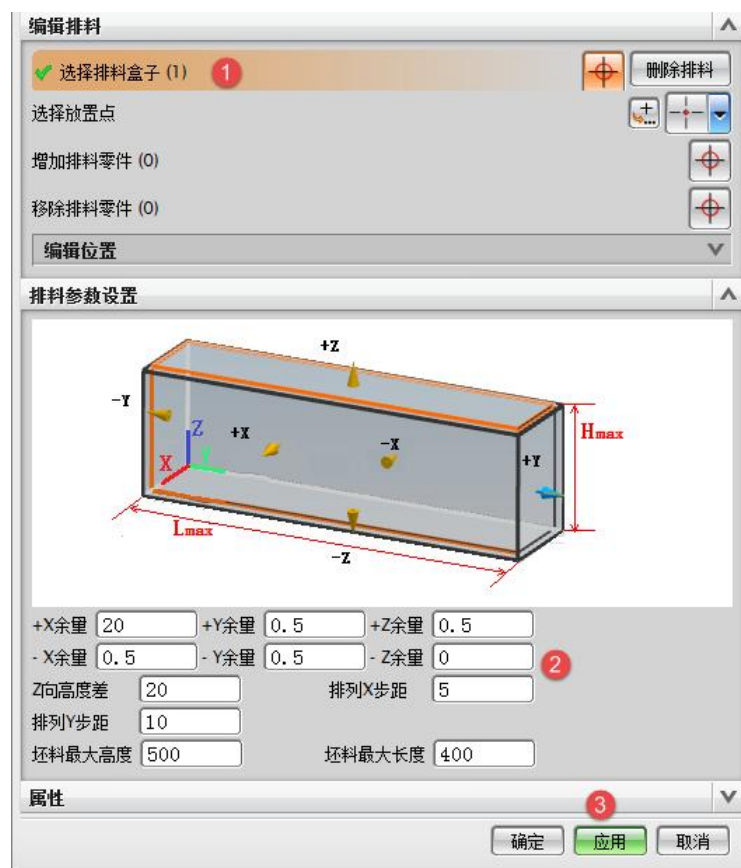 编辑排料
选择排料盒子 (1) 1 删除排料
选择放置点
增加排料零件 (0)
移除排料零件 (0)
编辑位置
排料参数设置
+Z
-Y
Z +X -X Hmax
X Y +Y
Lmax
-Z
+X余量 20 +Y余量 0.5 +Z余量 0.5
- X余量 0.5 - Y余量 0.5 - Z余量 0 2
Z向高度差 20 排列X步距 5
排列Y步距 10
坯料最大高度 500 坯料最大长度 400
属性
3
确定 应用 取消